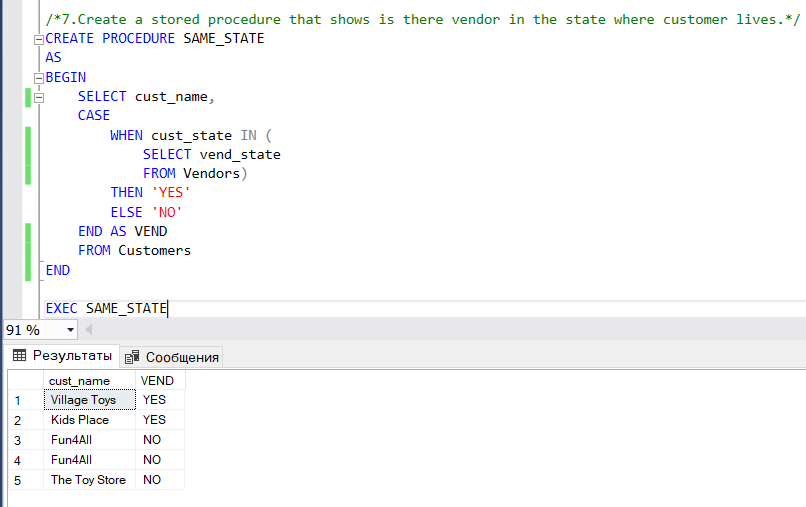 /*7.Create a stored procedure that shows is there vendor in the state where customer lives.*/
CREATE PROCEDURE SAME_STATE
AS
BEGIN
SELECT cust_name,
CASE
WHEN cust_state IN (
SELECT vend_state
FROM Vendors)
THEN 'YES'
ELSE 'NO'
END AS VEND
FROM Customers
END
EXEC SAME_STATE
91 %
Результаты Сообщения
cust_name VEND
1 Village Toys YES
2 Kids Place YES
3 Fun4All NO
4 Fun4All NO
5 The Toy Store NO